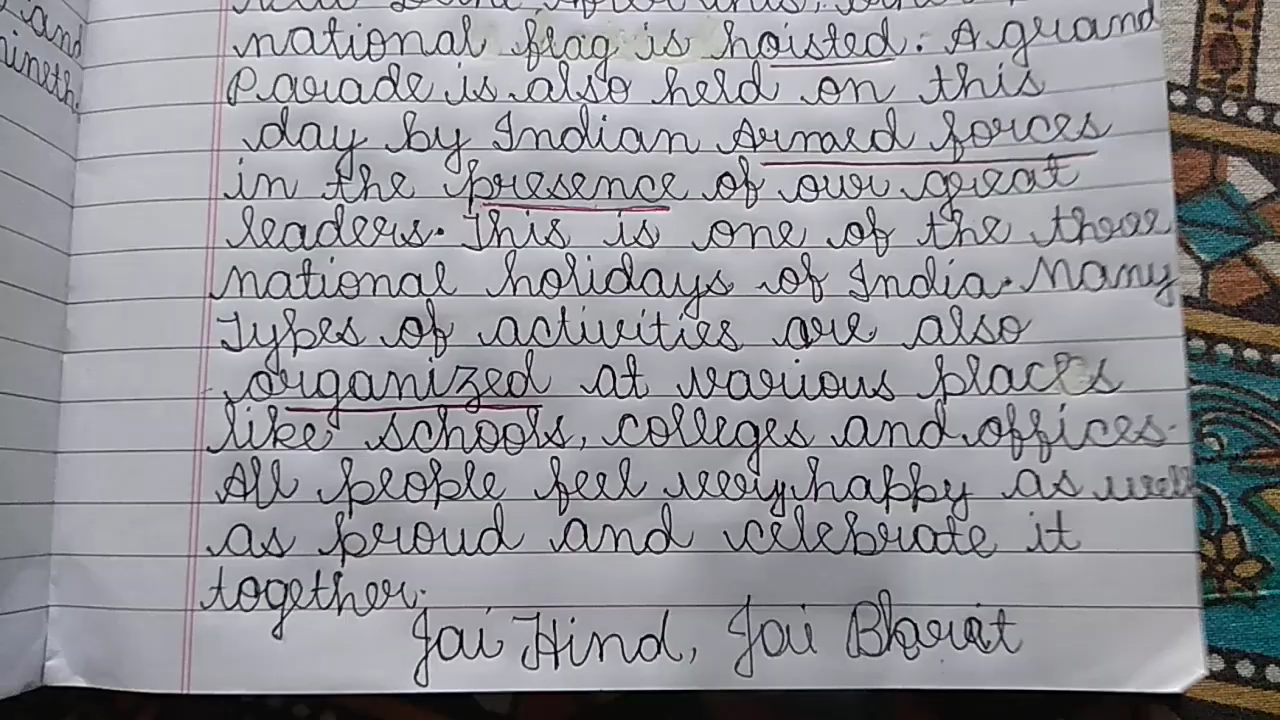 and
national flag is hoisted. A grand
Parade is also held on this
day by Indian Armed forces
in the presence of our great
leaders. This is one of the three
national holidays of India. Many
Types of activities are also
organized at various places
like schools, colleges and offices.
All people feel very happy as well
as proud and celebrate it
together.
Jai Hind, Jai Bharat